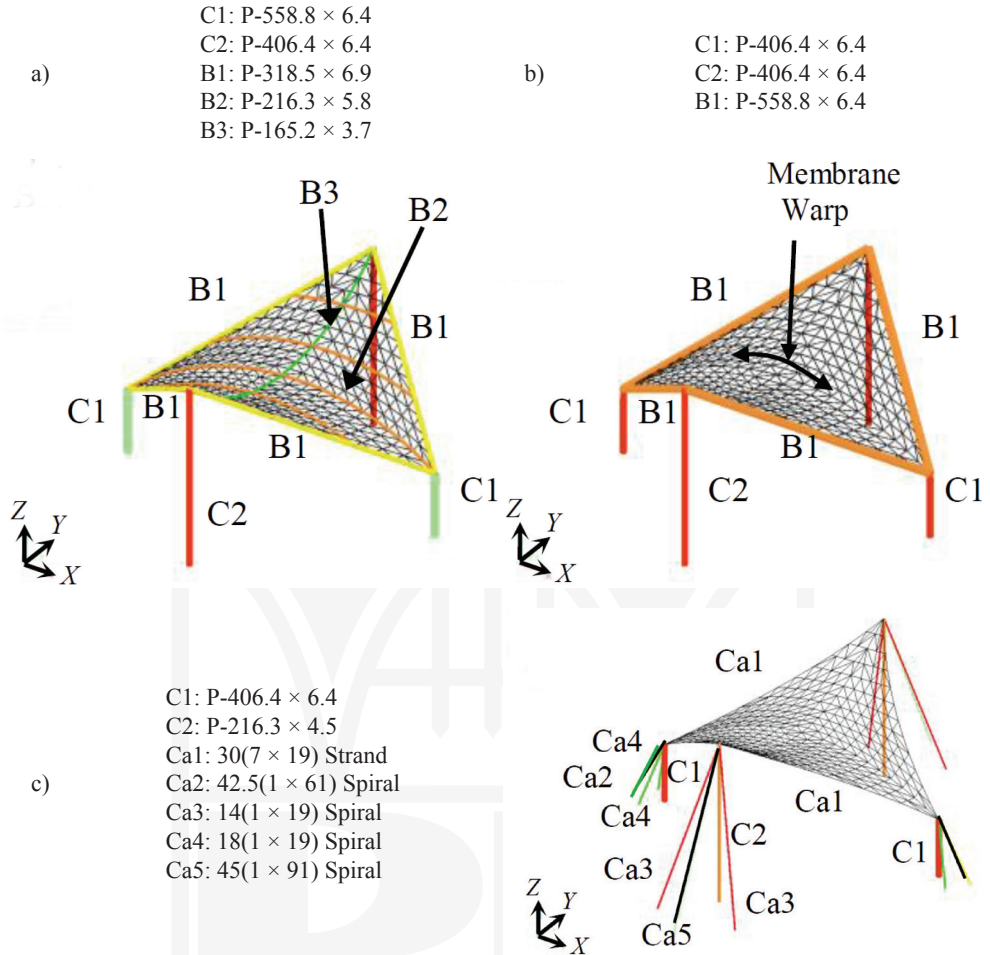 a)
C1: P-558.8 × 6.4
C2: P-406.4 × 6.4
B1: P-318.5 × 6.9
B2: P-216.3 × 5.8
B3: P-165.2 × 3.7
B3
B2
B1
B1
C1
B1
B1
C1
C2
Z
Y
X
b)
C1: P-406.4 × 6.4
C2: P-406.4 × 6.4
B1: P-558.8 × 6.4
Membrane
Warp
B1
B1
C1
B1
B1
C1
C2
Z
Y
X
c)
C1: P-406.4 × 6.4
C2: P-216.3 × 4.5
Ca1: 30(7 × 19) Strand
Ca2: 42.5(1 × 61) Spiral
Ca3: 14(1 × 19) Spiral
Ca4: 18(1 × 19) Spiral
Ca5: 45(1 × 91) Spiral
Ca1
Ca4
Ca2
C1
Ca4
Ca1
C2
C1
Ca3
Ca3
Ca5
Z
Y
X